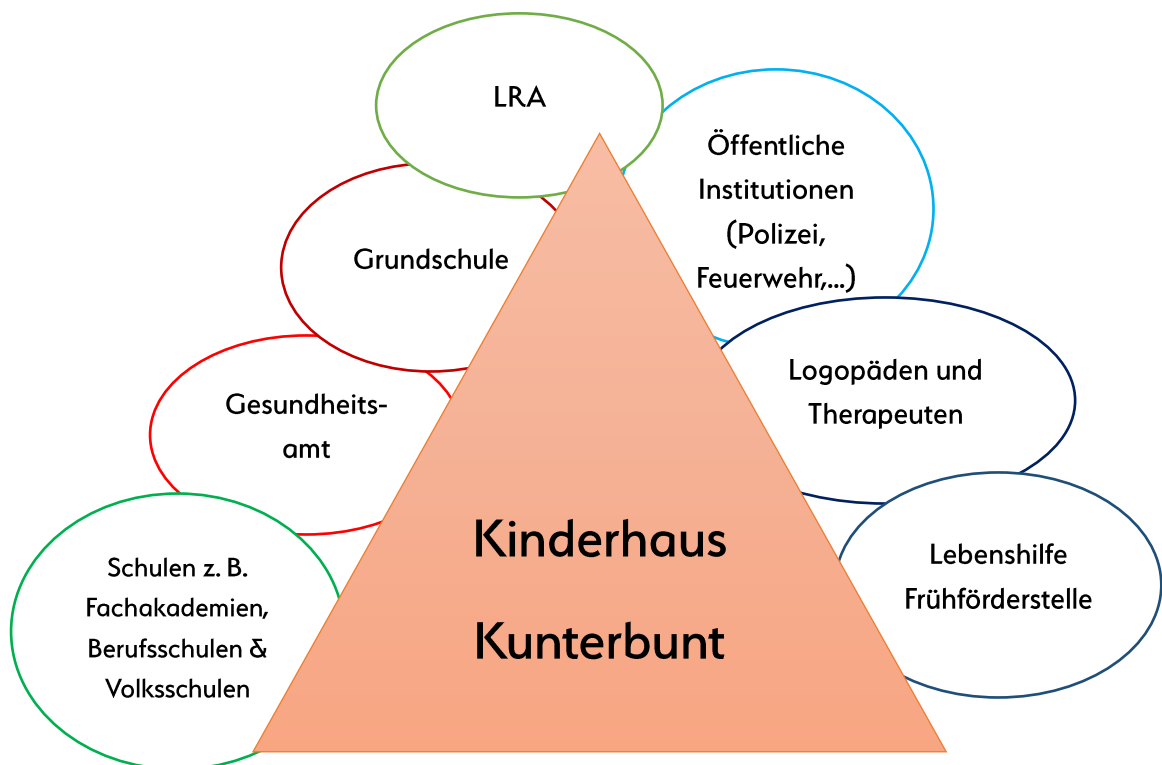 LRA
Öffentliche
Institutionen
(Polizei,
Feuerwehr,...)
Grundschule
Logopäden und
Therapeuten
Gesundheits-
amt
Kinderhaus
Kunterbunt
Lebenshilfe
Frühförderstelle
Schulen z. B.
Fachakademien,
Berufsschulen &
Volksschulen